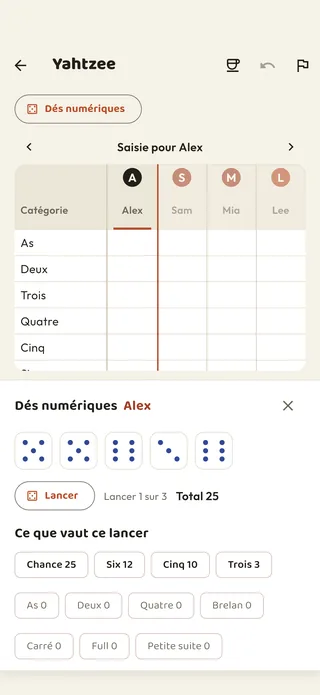 Yahtzee
Dés numériques
Saisie pour Alex
A S M L
Catégorie Alex Sam Mia Lee
As
Deux
Trois
Quatre
Cinq
Dés numériques Alex
Lancer Lancer 1 sur 3 Total 25
Ce que vaut ce lancer
Chance 25 Six 12 Cinq 10 Trois 3
As 0 Deux 0 Quatre 0 Brelan 0
Carré 0 Full 0 Petite suite 0